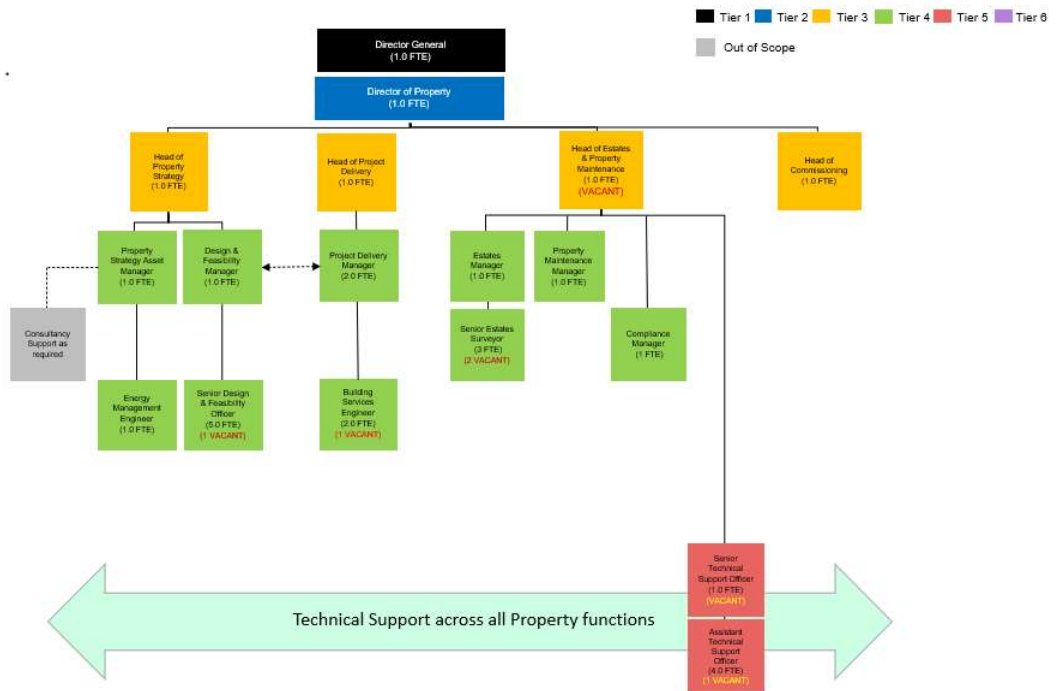 Tier 1
Tier 2
Tier 3
Tier 4
Tier 5
Tier 6
Out of Scope
Director General
(1.0 FTE)
Director of Property
(1.0 FTE)
Head of
Property
Strategy
(1.0 FTE)
Head of Project
Delivery
(1.0 FTE)
Head of Estates
& Property
Maintenance
(1.0 FTE)
(VACANT)
Head of
Commissioning
(1.0 FTE)
Property
Strategy Asset
Manager
(1.0 FTE)
Design &
Feasibility
Manager
(1.0 FTE)
Project Delivery
Manager
(2.0 FTE)
Estates
Manager
(1.0 FTE)
Property
Maintenance
Manager
(1.0 FTE)
Consultancy
Support as
required
Senior Estates
Surveyor
(3 FTE)
(2 VACANT)
Compliance
Manager
(1 FTE)
Energy
Management
Engineer
(1.0 FTE)
Senior Design
& Feasibility
Officer
(5.0 FTE)
(1 VACANT)
Building
Services
Engineer
(2.0 FTE)
(1 VACANT)
Senior
Technical
Support Officer
(1.0 FTE)
(VACANT)
Technical Support across all Property functions
Assistant
Technical
Support
Officer
(4.0 FTE)
(1 VACANT)